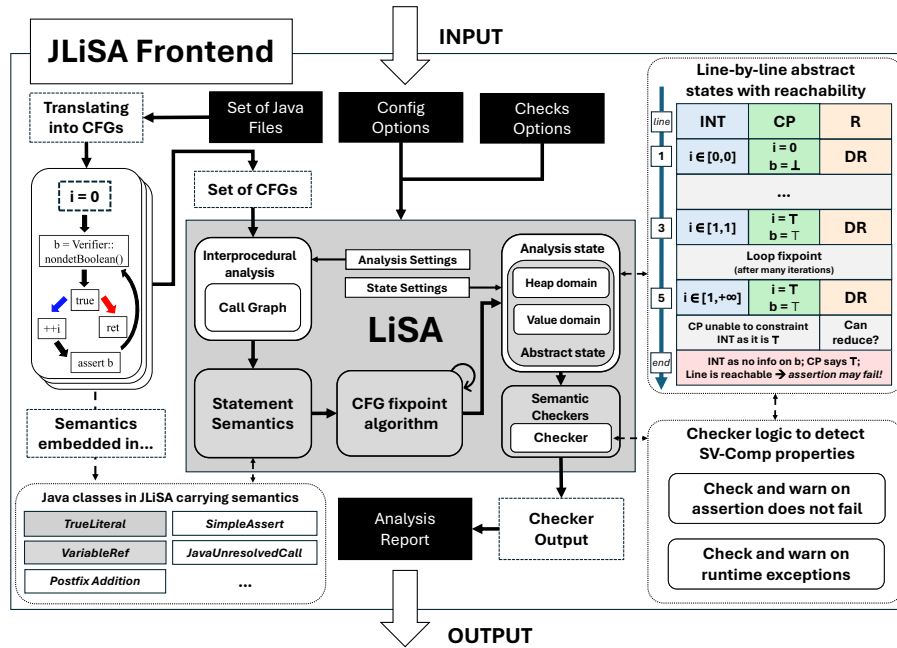 INPUT
JLiSA Frontend
Translating
into CFGs
Set of Java
Files
Config
Options
Checks
Options
i = 0
b = Verifier::
nondetBoolean()
true
++i
ret
assert b
Semantics
embedded in...
Set of CFGs
Interprocedural
analysis
Call Graph
Analysis Settings
State Settings
LiSA
Statement
Semantics
CFG fixpoint
algorithm
Analysis state
Heap domain
Value domain
Abstract state
Semantic
Checkers
Checker
Java classes in JLiSA carrying semantics
TrueLiteral
SimpleAssert
VariableRef
JavaUnresolvedCall
Postfix Addition
...
Analysis
Report
Checker
Output
Line-by-line abstract
states with reachability
line
INT
CP
R
1
i ∈ [0,0]
i = 0
b = ⊥
DR
...
3
i ∈ [1,1]
i = ⊤
b = ⊤
DR
Loop fixpoint
(after many iterations)
5
i ∈ [1,+∞]
i = ⊤
b = ⊤
DR
CP unable to constraint
INT as it is ⊤
Can
reduce?
end
INT as no info on b; CP says ⊤;
Line is reachable → assertion may fail!
Checker logic to detect
SV-Comp properties
Check and warn on
assertion does not fail
Check and warn on
runtime exceptions
OUTPUT